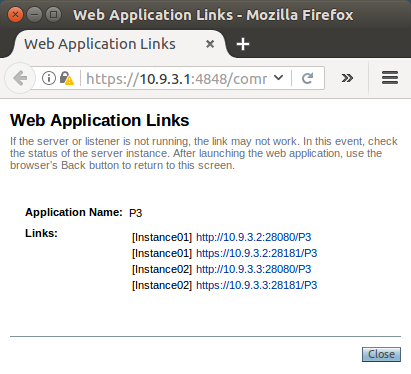 Web Application Links - Mozilla Firefox
Web Application Links
https://10.9.3.1:4848/comr
Web Application Links
If the server or listener is not running, the link may not work. In this event, check
the status of the server instance. After launching the web application, use the
browser's Back button to return to this screen.
Application Name: P3
Links: [Instance01] http://10.9.3.2:28080/P3
[Instance01] https://10.9.3.2:28181/P3
[Instance02] http://10.9.3.3:28080/P3
[Instance02] https://10.9.3.3:28181/P3
Close